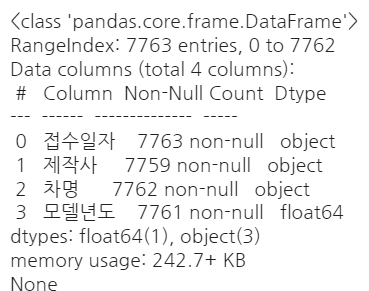 <class 'pandas.core.frame.DataFrame'>
RangeIndex: 7763 entries, 0 to 7762
Data columns (total 4 columns):
 #   Column  Non-Null Count  Dtype
---  ------  --------------  -----
 0   접수일자    7763 non-null   object
 1   제작사     7759 non-null   object
 2   차명      7762 non-null   object
 3   모델년도    7761 non-null   float64
dtypes: float64(1), object(3)
memory usage: 242.7+ KB
None